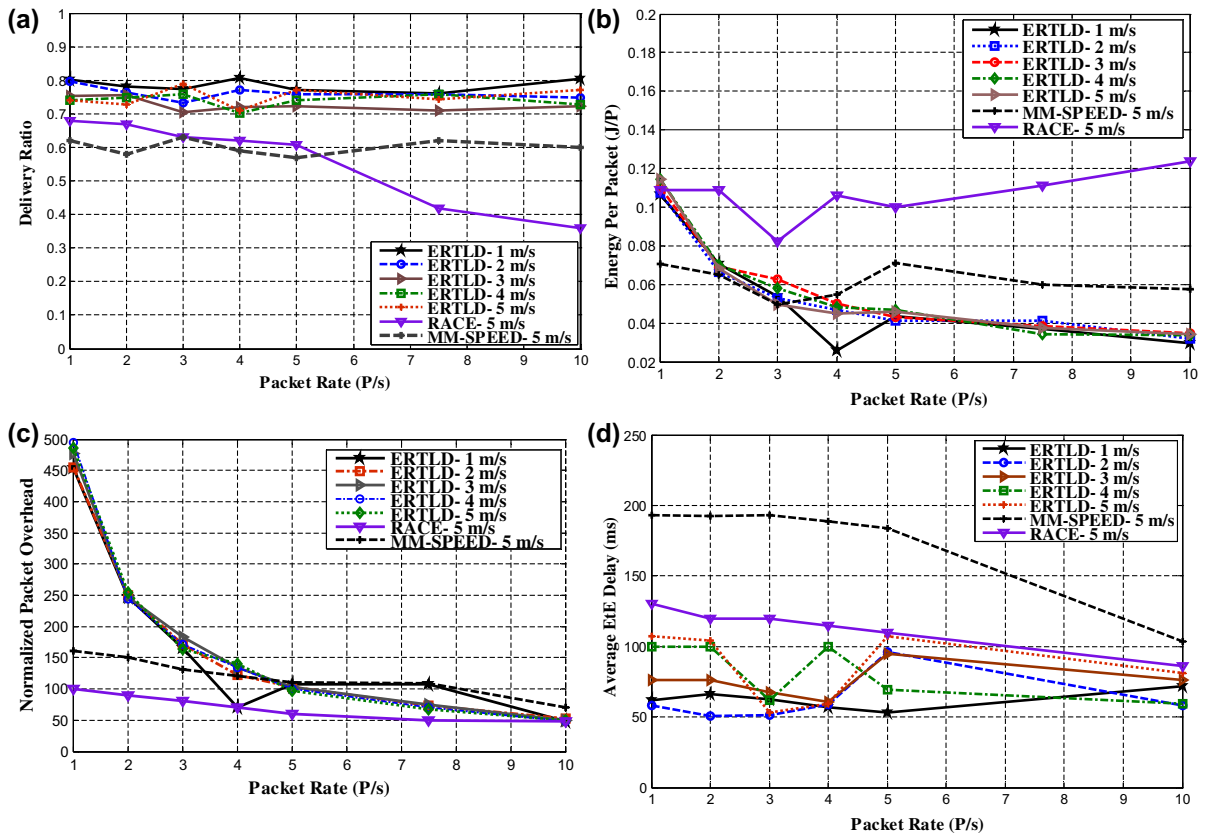 (a)
1
0.9
0.8
0.7
0.6
0.5
0.4
0.3
0.2
0.1
0
Delivery Ratio
1 2 3 4 5 6 7 8 9 10
Packet Rate (P/s)
ERTLD- 1 m/s
ERTLD- 2 m/s
ERTLD- 3 m/s
ERTLD- 4 m/s
ERTLD- 5 m/s
RACE- 5 m/s
MM-SPEED- 5 m/s
(b)
0.2
0.18
0.16
0.14
0.12
0.1
0.08
0.06
0.04
0.02
Energy Per Packet (J/P)
1 2 3 4 5 6 7 8 9 10
Packet Rate (P/s)
ERTLD- 1 m/s
ERTLD- 2 m/s
ERTLD- 3 m/s
ERTLD- 4 m/s
ERTLD- 5 m/s
MM-SPEED- 5 m/s
RACE- 5 m/s
(c)
500
450
400
350
300
250
200
150
100
50
0
Normalized Packet Overhead
1 2 3 4 5 6 7 8 9 10
Packet Rate (P/s)
ERTLD- 1 m/s
ERTLD- 2 m/s
ERTLD- 3 m/s
ERTLD- 4 m/s
ERTLD- 5 m/s
RACE- 5 m/s
MM-SPEED- 5 m/s
(d)
250
200
150
100
50
0
Average EtE Delay (ms)
1 2 3 4 5 6 7 8 9 10
Packet Rate (P/s)
ERTLD- 1 m/s
ERTLD- 2 m/s
ERTLD- 3 m/s
ERTLD- 4 m/s
ERTLD- 5 m/s
MM-SPEED- 5 m/s
RACE- 5 m/s